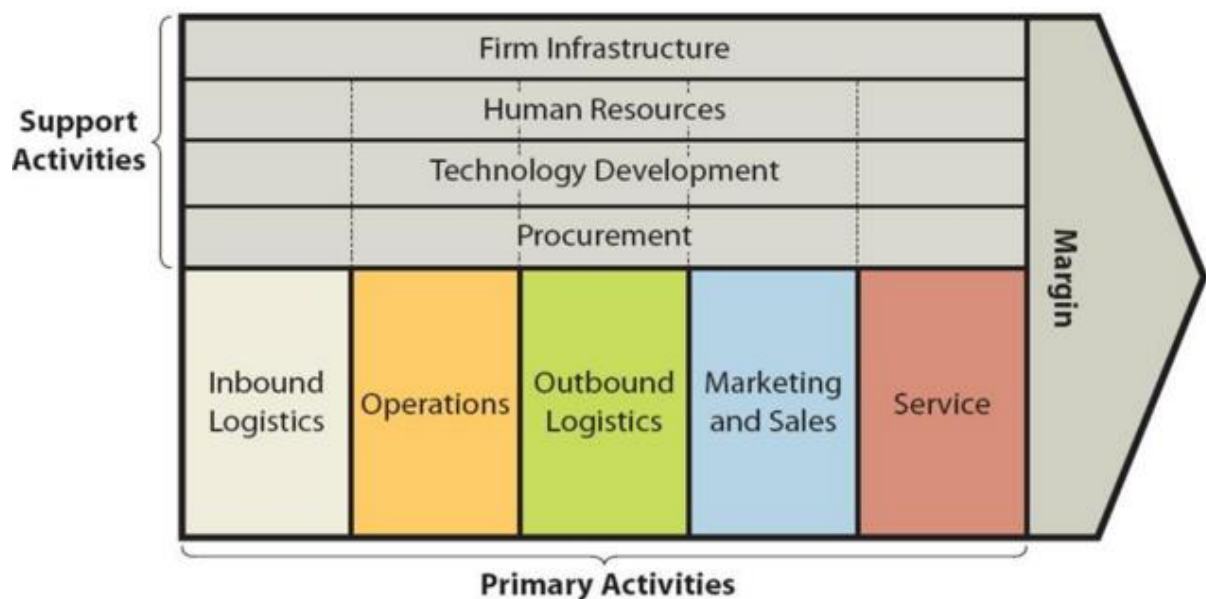 Firm Infrastructure
Human Resources
Technology Development
Procurement
Support
Activities
Margin
Inbound
Logistics
Operations
Outbound
Logistics
Marketing
and Sales
Service
Primary Activities